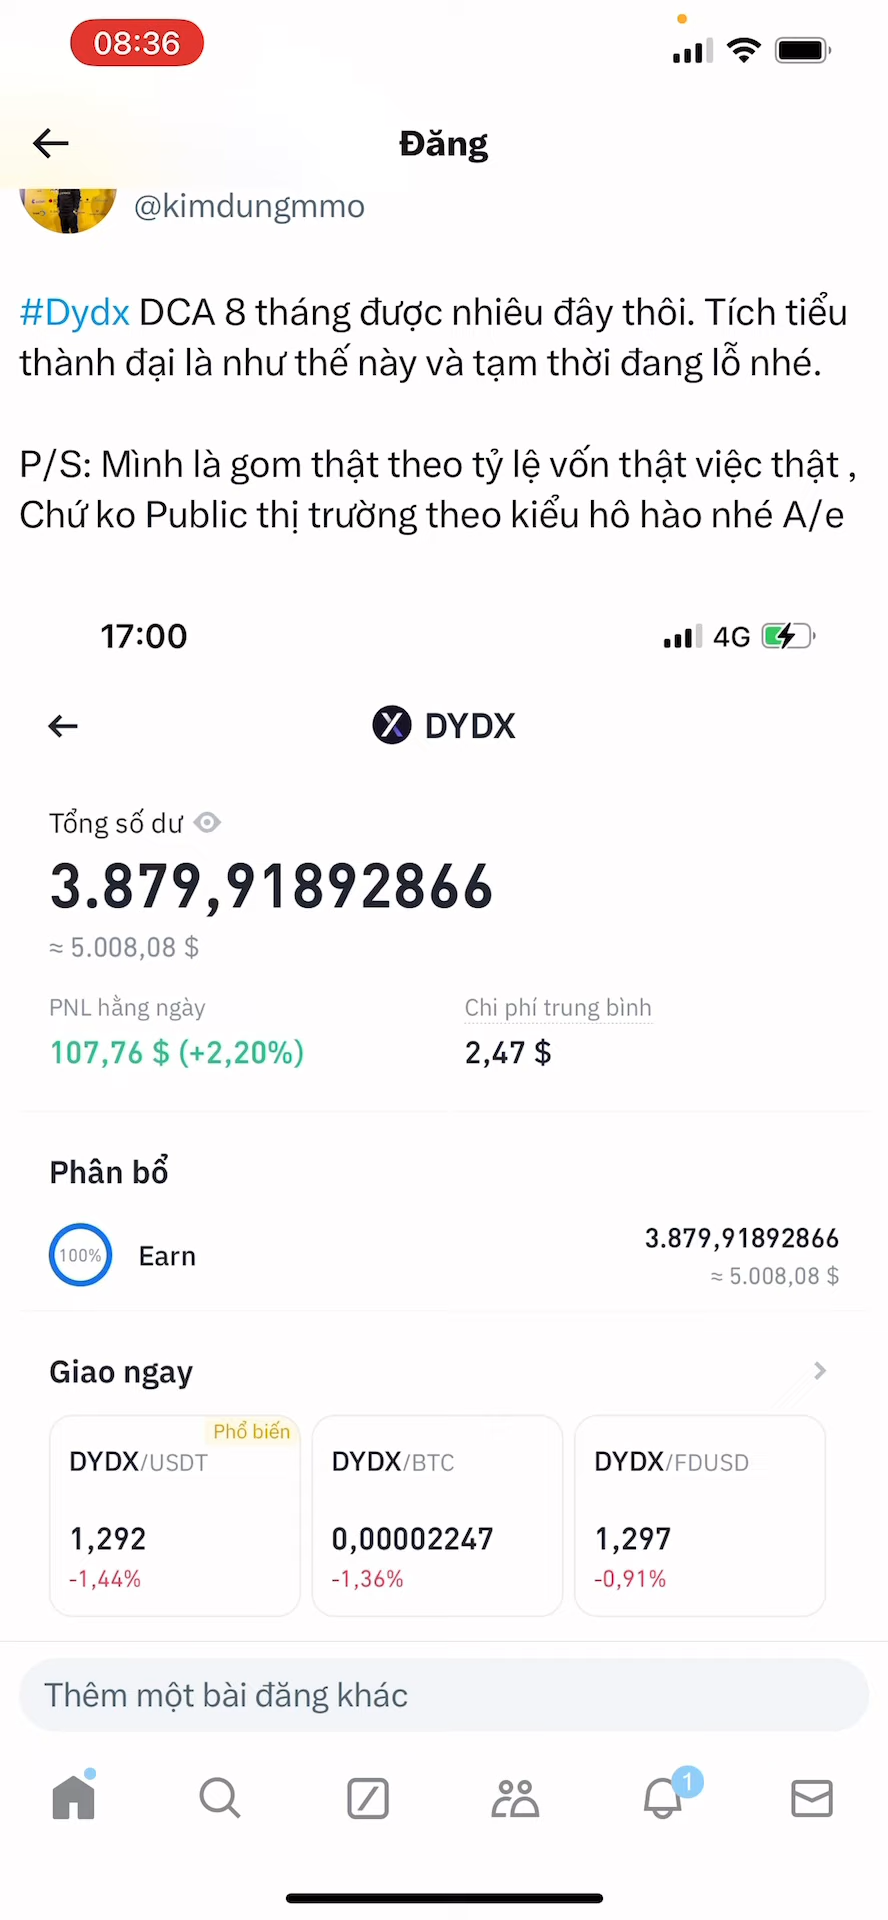 08:36
Đăng
@kimdungmmo
#Dydx DCA 8 tháng được nhiêu đây thôi. Tích tiểu
thành đại là như thế này và tạm thời đang lỗ nhé.
P/S: Mình là gom thật theo tỷ lệ vốn thật việc thật ,
Chứ ko Public thị trường theo kiểu hô hào nhé A/e
17:00
4G
DYDX
Tổng số dư
3.879,91892866
≈ 5.008,08 $
PNL hằng ngày
Chi phí trung bình
107,76 $ (+2,20%)
2,47 $
Phân bổ
100%
Earn
3.879,91892866
≈ 5.008,08 $
Giao ngay
Phổ biến
DYDX/USDT
DYDX/BTC
DYDX/FDUSD
1,292
0,00002247
1,297
-1,44%
-1,36%
-0,91%
Thêm một bài đăng khác
1